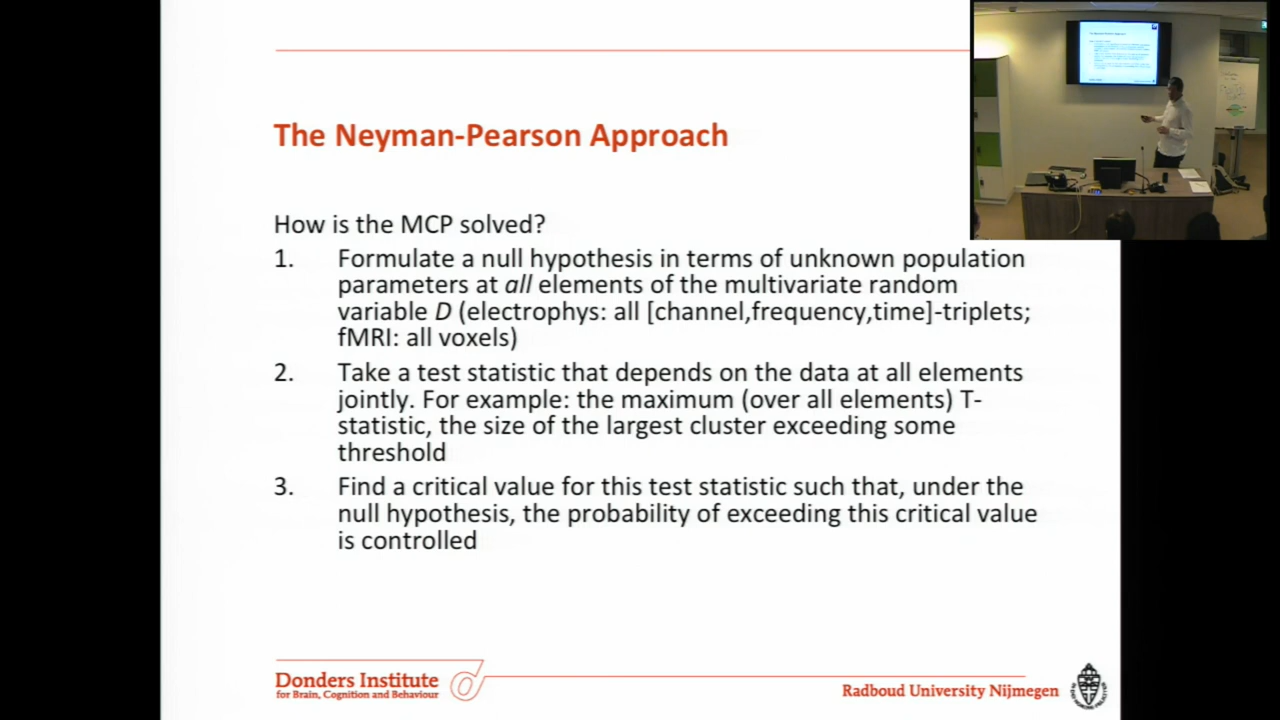 The Neyman-Pearson Approach
How is the MCP solved?
1. Formulate a null hypothesis in terms of unknown population
parameters at all elements of the multivariate random
variable D (electrophys: all [channel,frequency,time]-triplets;
fMRI: all voxels)
2. Take a test statistic that depends on the data at all elements
jointly. For example: the maximum (over all elements) T-
statistic, the size of the largest cluster exceeding some
threshold
3. Find a critical value for this test statistic such that, under the
null hypothesis, the probability of exceeding this critical value
is controlled
Donders Institute
for Brain, Cognition and Behaviour
Radboud University Nijmegen